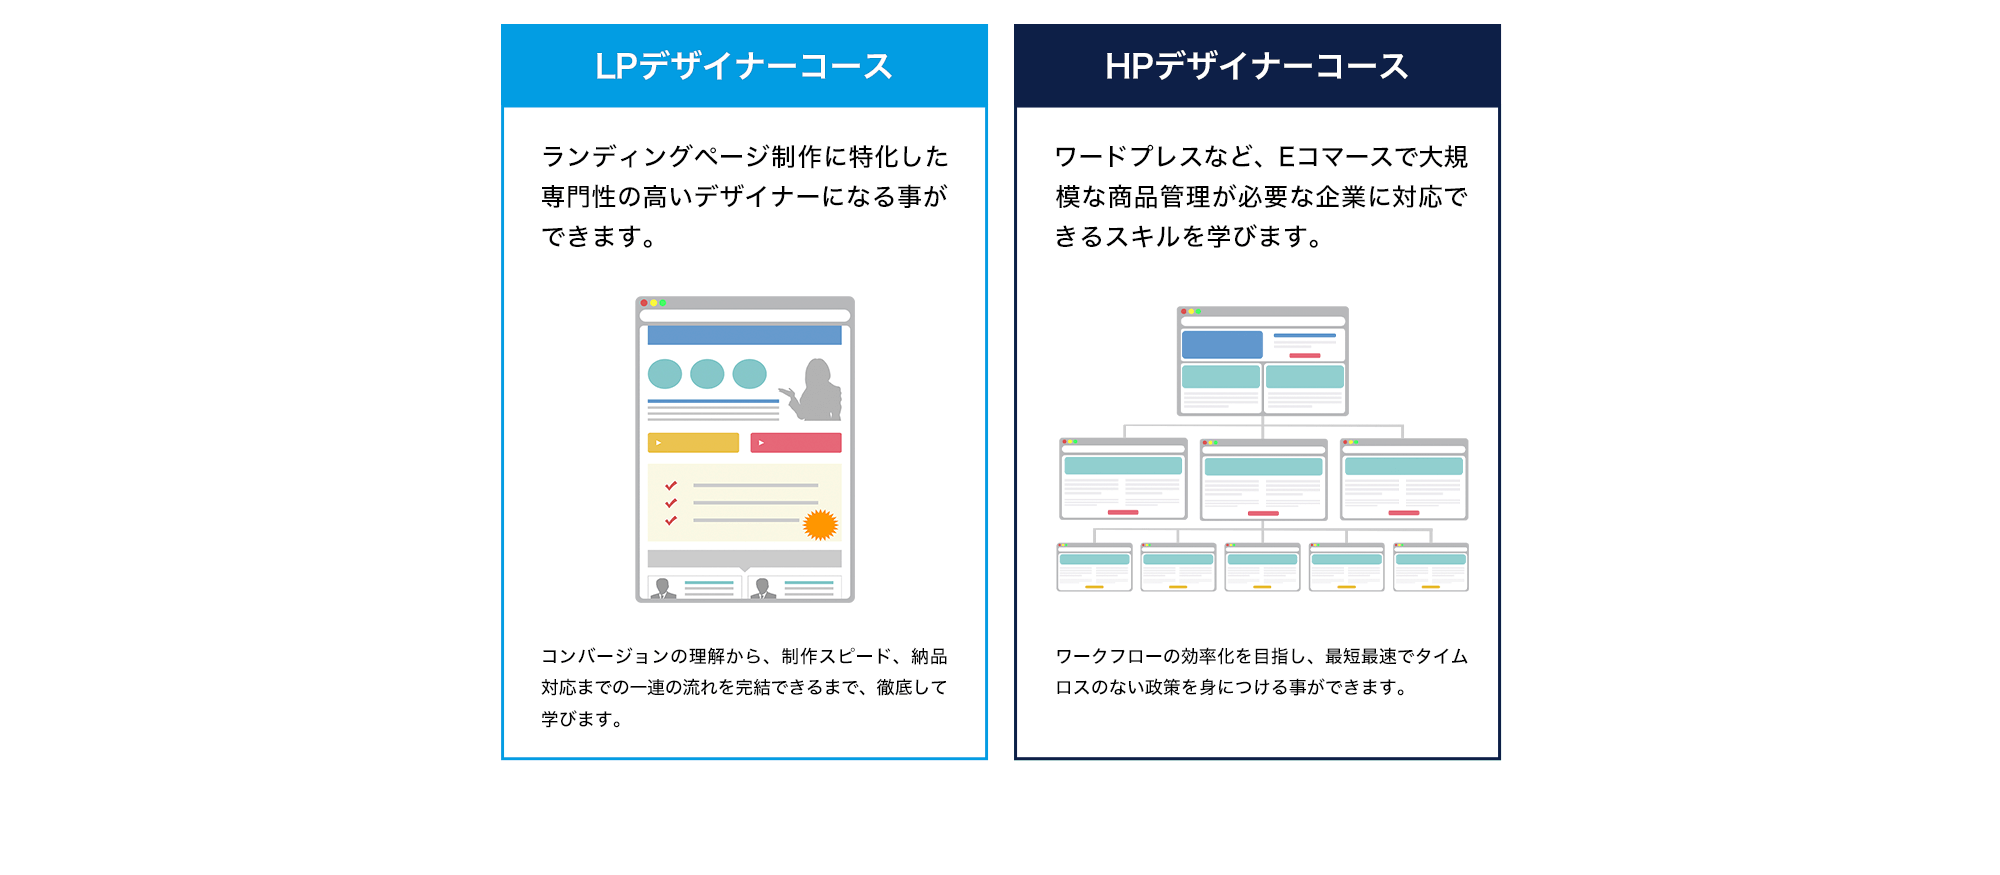 LPデザイナーコース
ランディングページ制作に特化した
専門性の高いデザイナーになる事が
できます。
コンバージョンの理解から、制作スピード、納品
対応までの一連の流れを完結できるまで、徹底して
学びます。
HPデザイナーコース
ワードプレスなど、Eコマースで大規
模な商品管理が必要な企業に対応で
きるスキルを学びます。
ワークフローの効率化を目指し、最短最速でタイム
ロスのない政策を身につける事ができます。